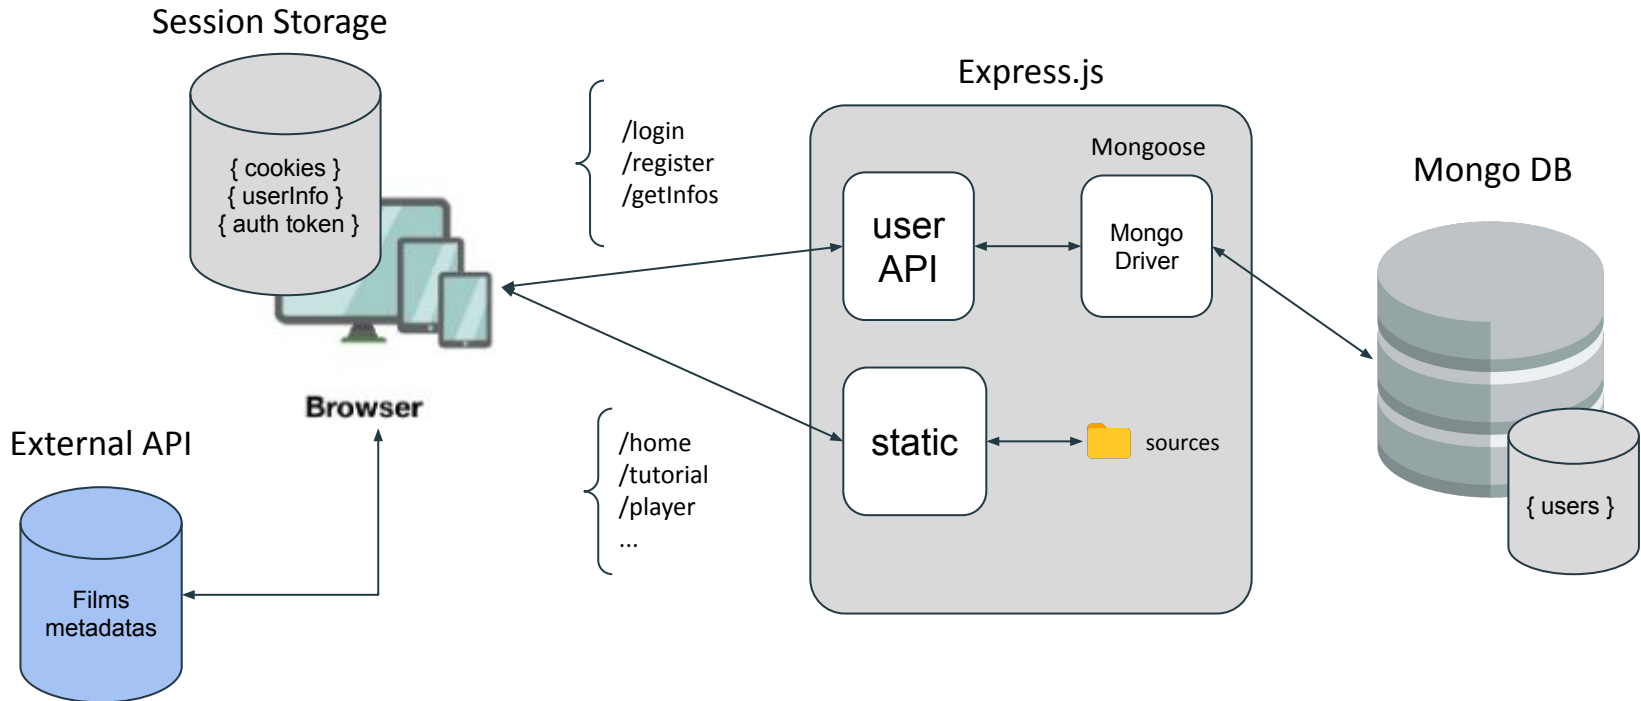 Session Storage
{ cookies }
{ userInfo }
{ auth token }
Browser
External API
Films
metadatas
/login
/register
/getInfos
/home
/tutorial
/player
...
Express.js
user
API
Mongoose
Mongo
Driver
static
sources
Mongo DB
{ users }